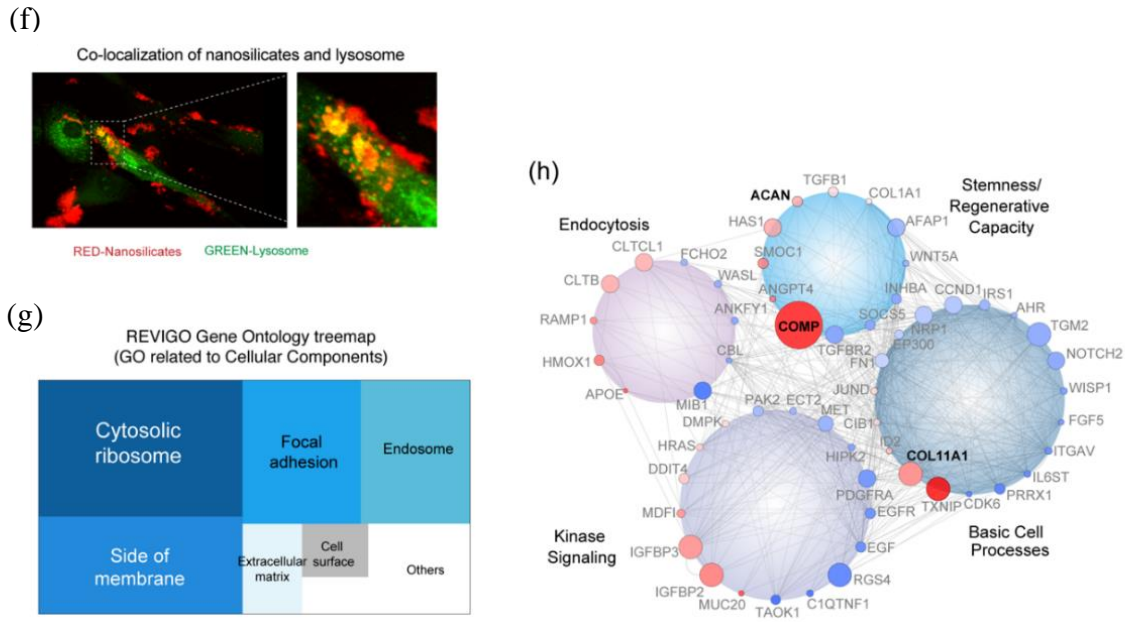 (f)
Co-localization of nanosilicates and lysosome
RED-Nanosilicates GREEN-Lysosome
(g)
REVIGO Gene Ontology treemap
(GO related to Cellular Components)
Cytosolic
ribosome
Focal
adhesion
Endosome
Side of
membrane
Extracellular
matrix
Cell
surface
Others
(h)
Stemness/
Regenerative
Capacity
ACAN
TGFB1
COL1A1
HAS1
AFAP1
SMOC1
WNT5A
ANGPT4
INHBA
COMP
SOCS5
TGFBR2
Endocytosis
CLTCL1
FCHO2
CLTB
WASL
RAMP1
ANKFY1
HMOX1
CBL
APOE
MIB1
CCND1
IRS1
NRP1
AHR
EP300
TGM2
FN1
NOTCH2
JUND
WISP1
CIB1
FGF5
ID2
ITGAV
COL11A1
IL6ST
TXNIP
CDK6
PRRX1
Basic Cell
Processes
PAK2
ECT2
DMPK
MET
HRAS
HIPK2
DDIT4
PDGFRA
MDFI
EGFR
Kinase
Signaling
IGFBP3
EGF
IGFBP2
RGS4
MUC20
TAOK1
C1QTNF1